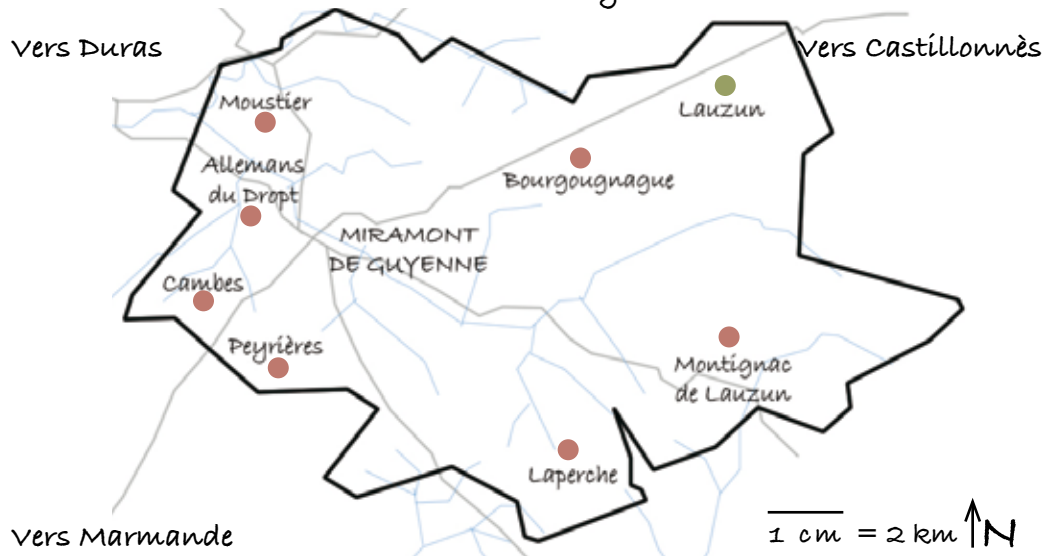 Vers Duras
Vers Castillonnès
Moustier
Lauzun
Allemans
du Dropt
Bourgougnague
MIRAMONT
DE GUYENNE
Cambes
Peyrières
Montignac
de Lauzun
Laperche
Vers Marmande
1 cm = 2 km N